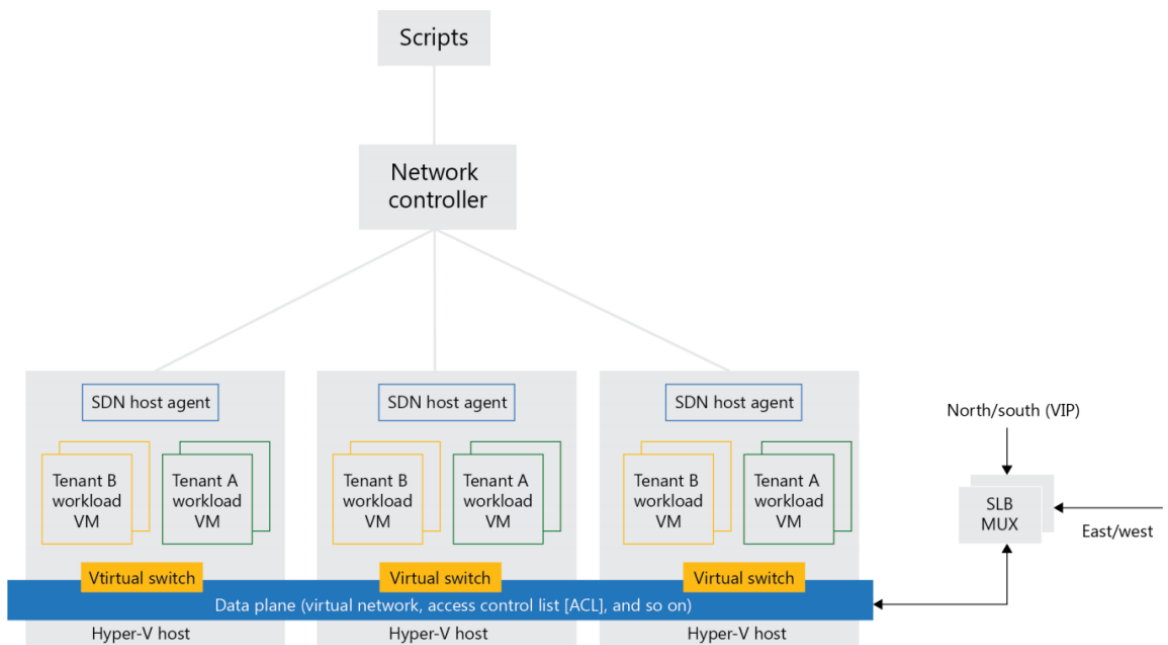 Scripts
Network
controller
SDN host agent
SDN host agent
SDN host agent
Tenant B
workload
VM
Tenant A
workload
VM
Tenant B
workload
VM
Tenant A
workload
VM
Tenant B
workload
VM
Tenant A
workload
VM
North/south (VIP)
SLB
MUX
East/west
Vtirtual switch
Virtual switch
Virtual switch
Data plane (virtual network, access control list [ACL], and so on)
Hyper-V host
Hyper-V host
Hyper-V host